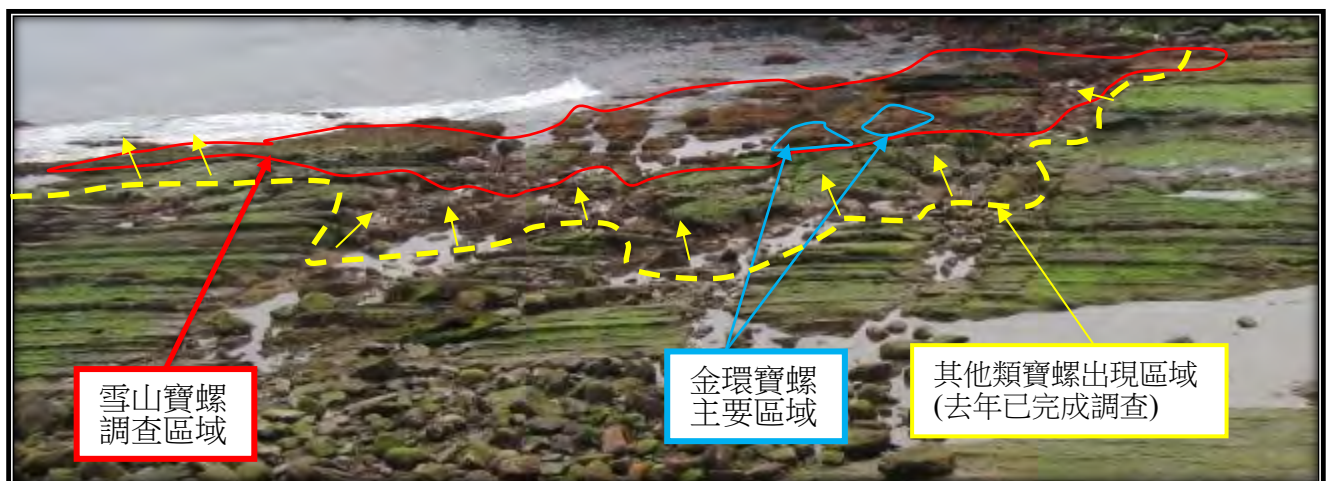 雪山寶螺
調查區域
金環寶螺
主要區域
其他類寶螺出現區域
(去年已完成調查)